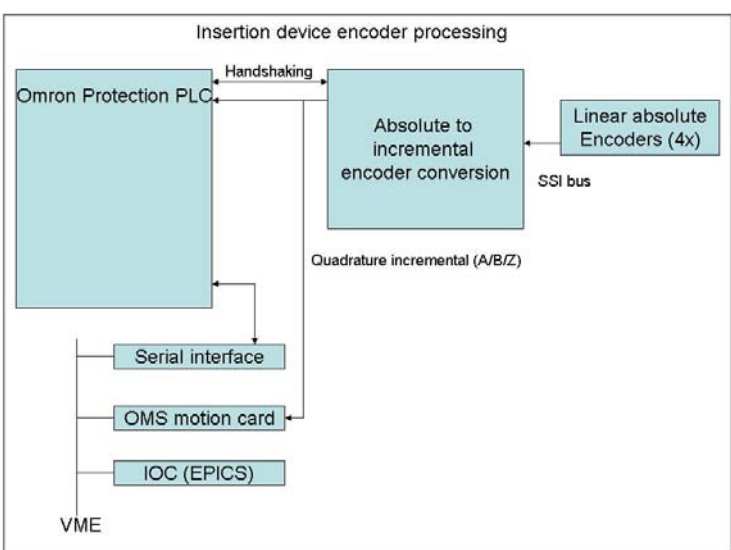 Insertion device encoder processing
Handshaking
Omron Protection PLC
Absolute to
incremental
encoder conversion
Linear absolute
Encoders (4x)
SSI bus
Quadrature incremental (A/B/Z)
Serial interface
OMS motion card
IOC (EPICS)
VME